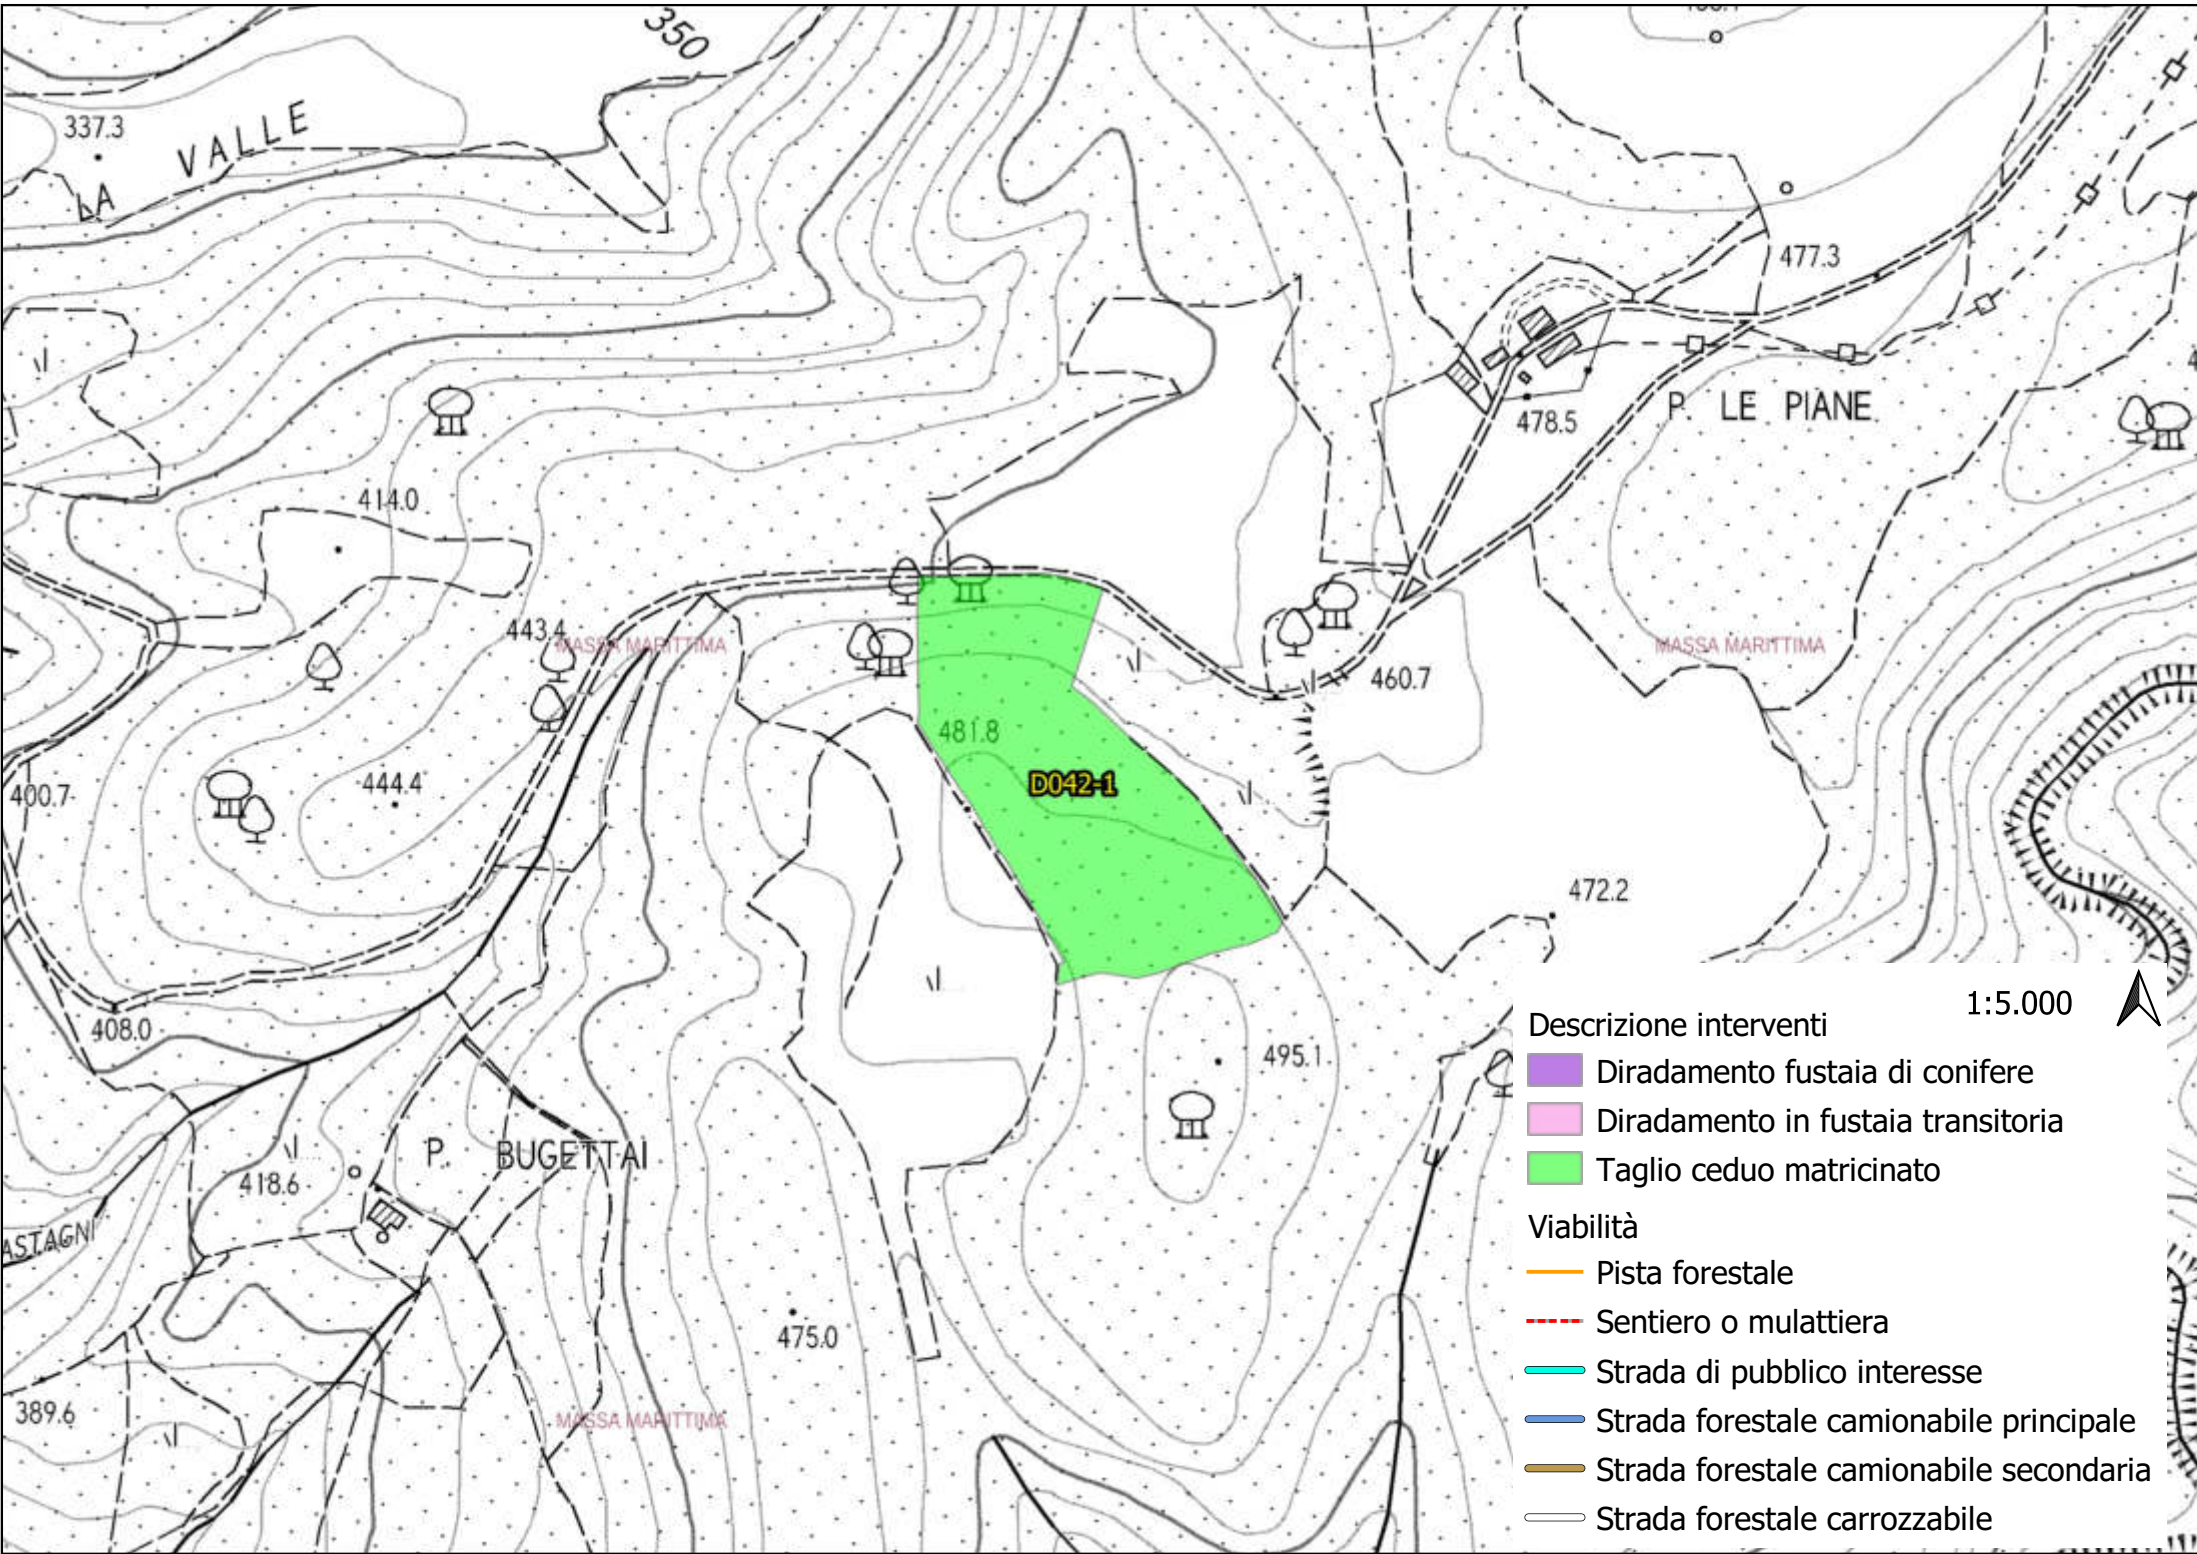 350
337.3
LA VALLE
477.3
P. LE PIANE
478.5
414.0
443.4
MASSA MARITTIMA
MASSA MARITTIMA
460.7
481.8
D042-1
400.7
444.4
472.2
408.0
495.1
P. BUGETTAI
418.6
ASTAGNI
475.0
389.6
MASSA MARITTIMA
1:5.000
Descrizione interventi
Diradamento fustaia di conifere
Diradamento in fustaia transitoria
Taglio ceduo matricinato
Viabilità
Pista forestale
Sentiero o mulattiera
Strada di pubblico interesse
Strada forestale camionabile principale
Strada forestale camionabile secondaria
Strada forestale carrozzabile